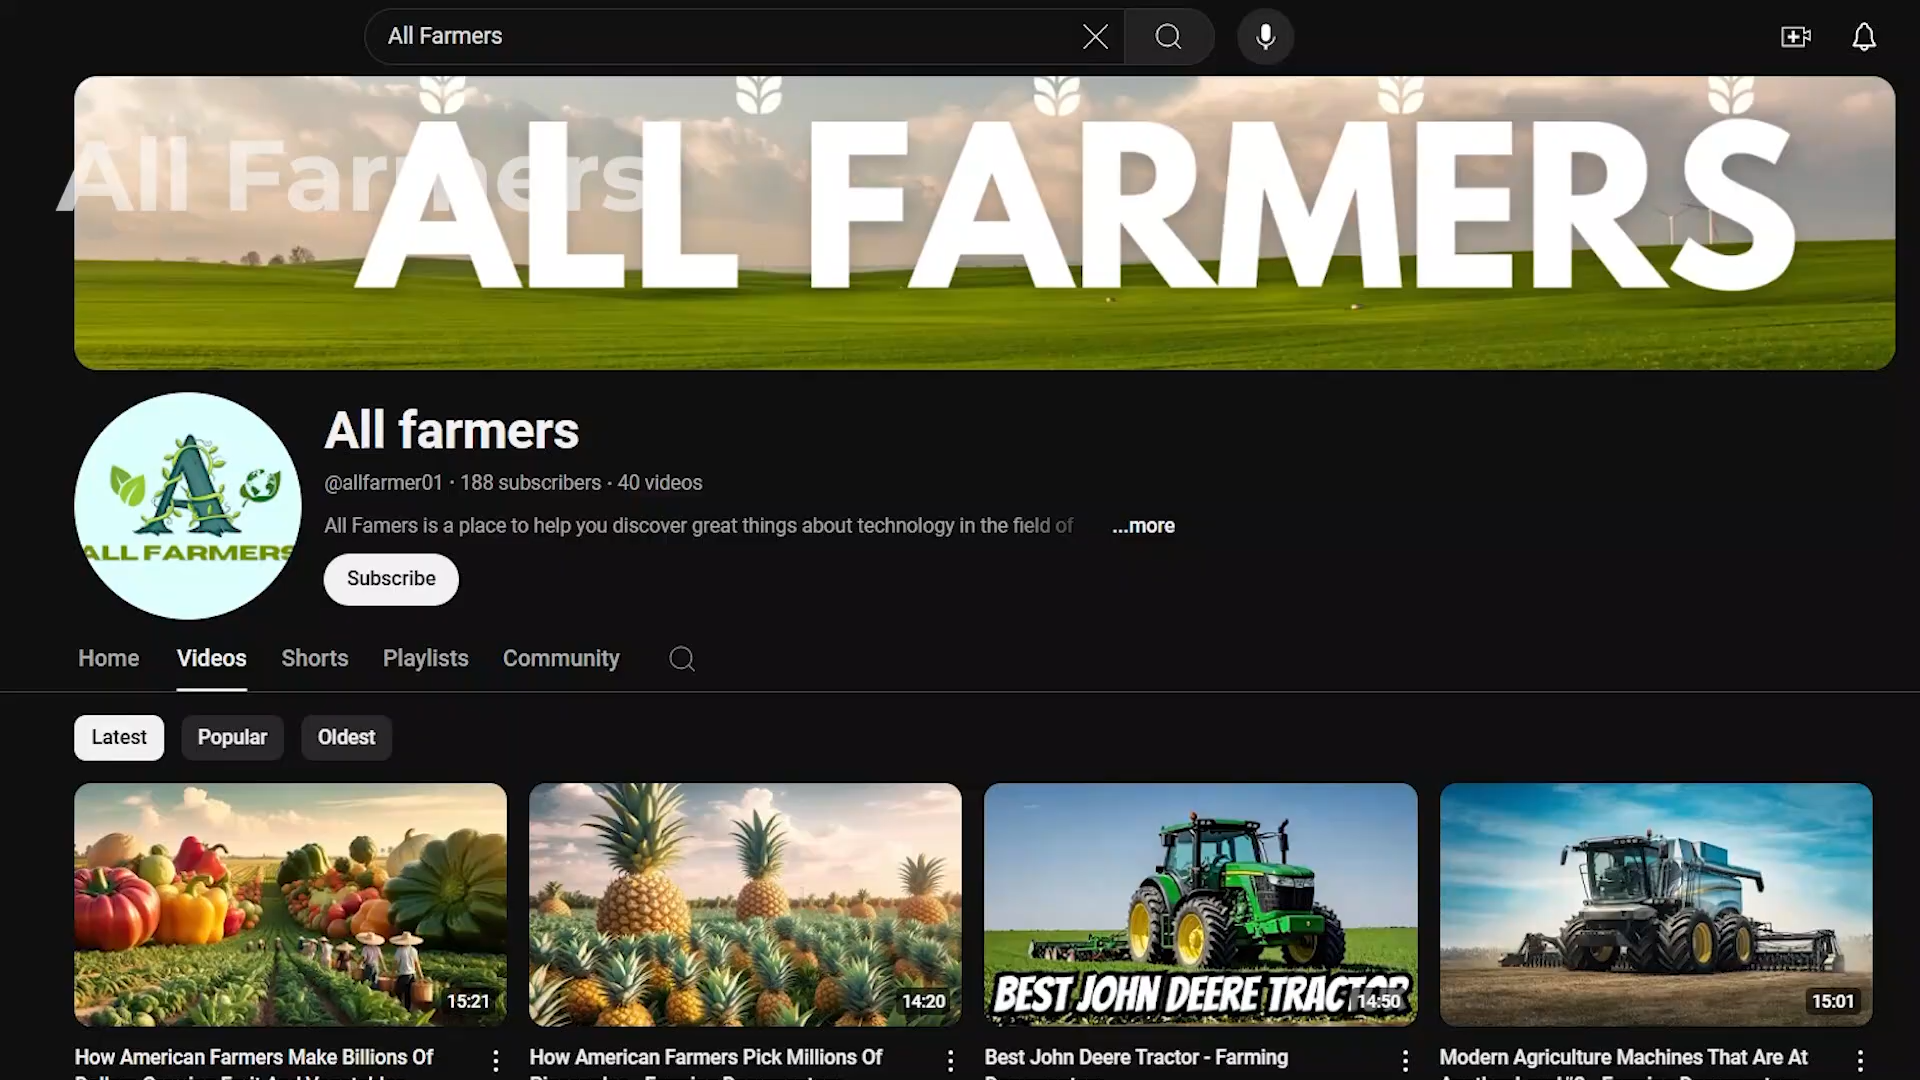 All Farmers
ALL FARMERS
All Farmers
ALL FARMERS
All farmers
@allfarmer01 · 188 subscribers · 40 videos
All Famers is a place to help you discover great things about technology in the field of ...more
Subscribe
Home Videos Shorts Playlists Community
Latest Popular Oldest
BEST JOHN DEERE TRACTOR
15:21 14:20 14:50 15:01
How American Farmers Make Billions Of
How American Farmers Pick Millions Of
Best John Deere Tractor - Farming
Modern Agriculture Machines That Are At